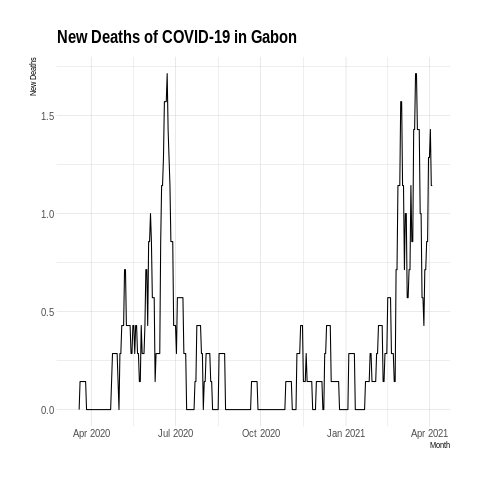 New Deaths of COVID-19 in Gabon
New Deaths
1.5
1.0
0.5
0.0
Apr 2020 Jul 2020 Oct 2020 Jan 2021 Apr 2021
Month